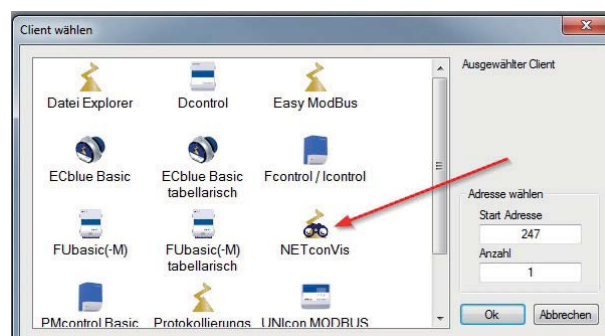 Client wählen
Ausgewählter Client
Datei Explorer
Dcontrol
Easy ModBus
ECblue Basic
ECblue Basic
tabellarisch
Fcontrol / Icontrol
FUbasic(-M)
FUbasic(-M)
tabellarisch
NETconVis
PMcontrol Basic
Protokollierungs
UNIcon MODBUS
Adresse wählen
Start Adresse
247
Anzahl
1
Ok
Abbrechen